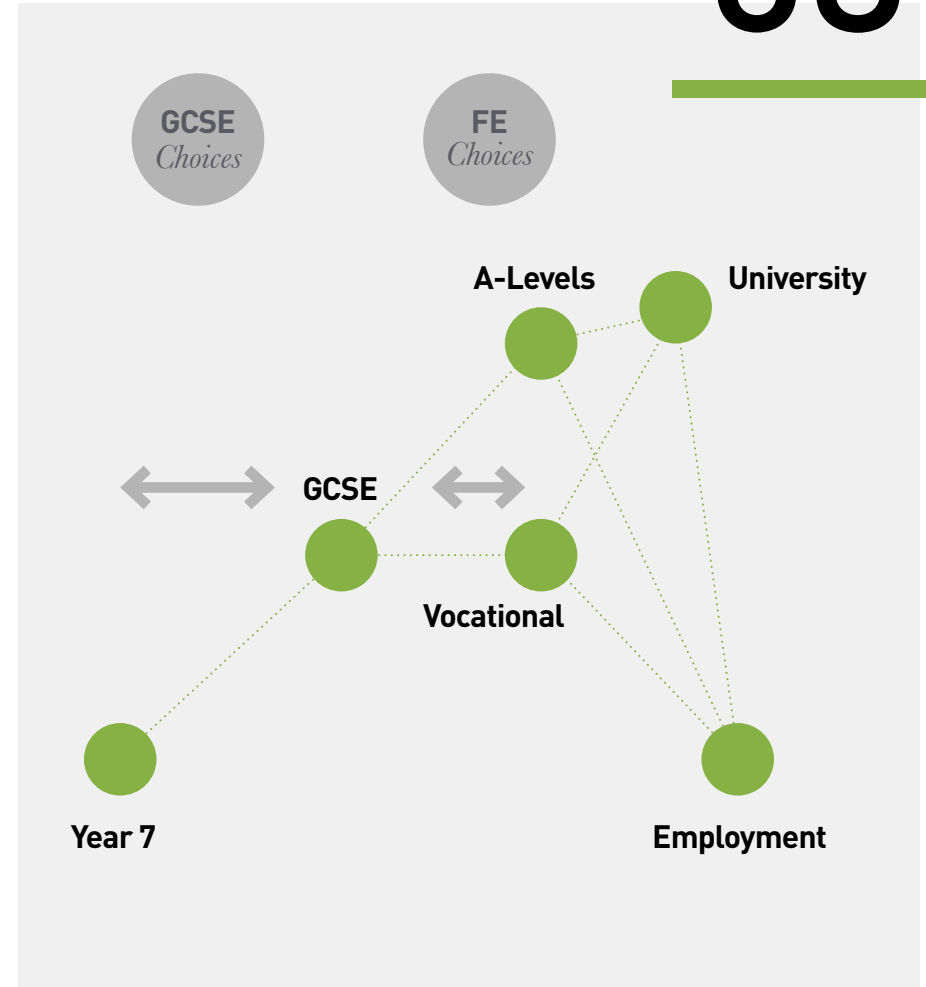 GCSE
Choices
FE
Choices
A-Levels
University
GCSE
Vocational
Year 7
Employment